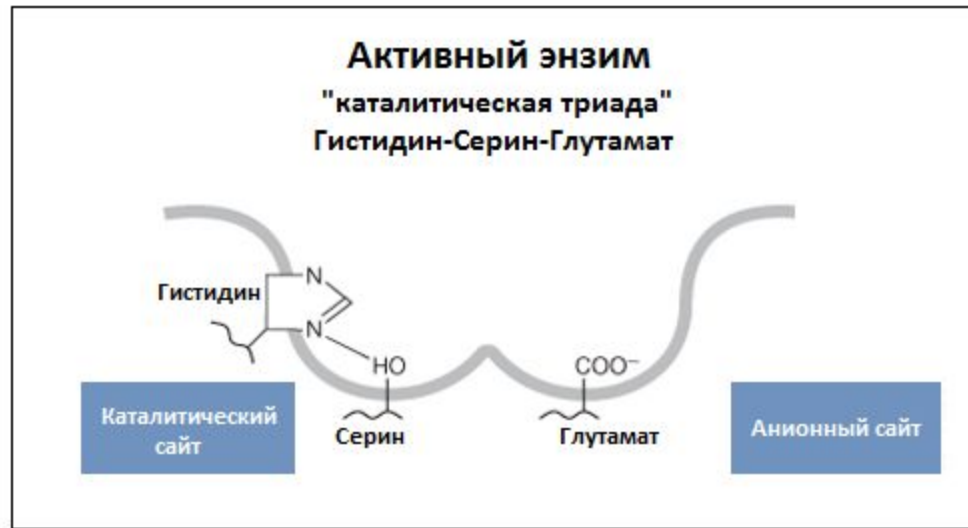 Активный энзим
"каталитическая триада"
Гистидин-Серин-Глутамат
N
Гистидин
N
HO
COO⁻
Каталитический
сайт
Серин
Глутамат
Анионный сайт